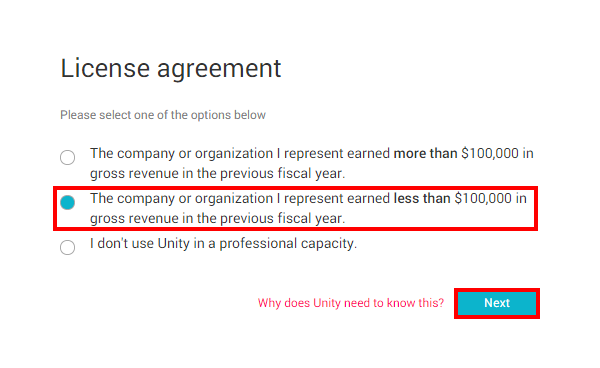 License agreement
Please select one of the options below
The company or organization I represent earned more than $100,000 in
gross revenue in the previous fiscal year.
The company or organization I represent earned less than $100,000 in
gross revenue in the previous fiscal year.
I don't use Unity in a professional capacity.
Why does Unity need to know this?
Next